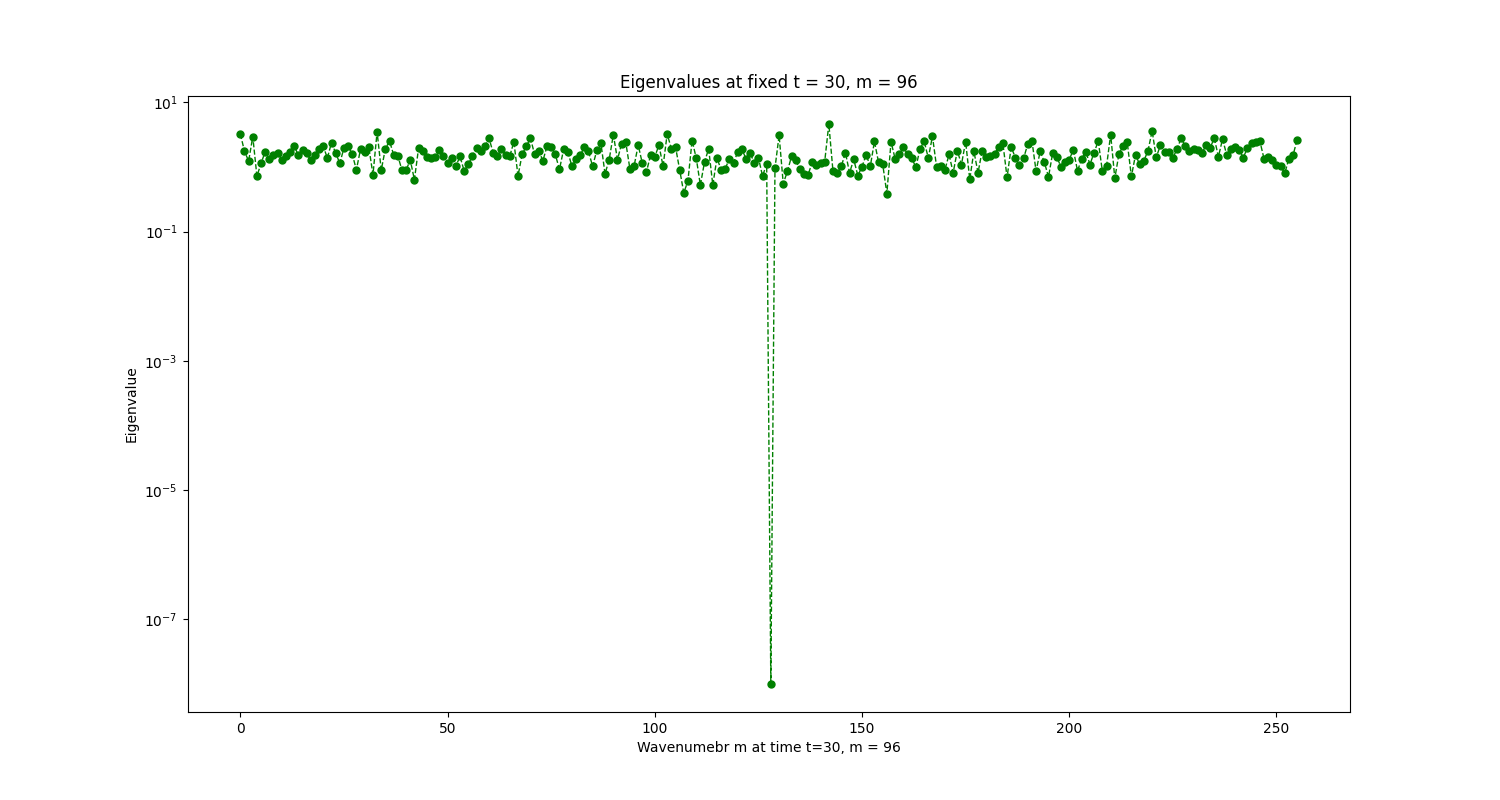 Eigenvalues at fixed t = 30, m = 96
10^1
10^−1
10^−3
10^−5
10^−7
Eigenvalue
0 50 100 150 200 250
Wavenumebr m at time t=30, m = 96